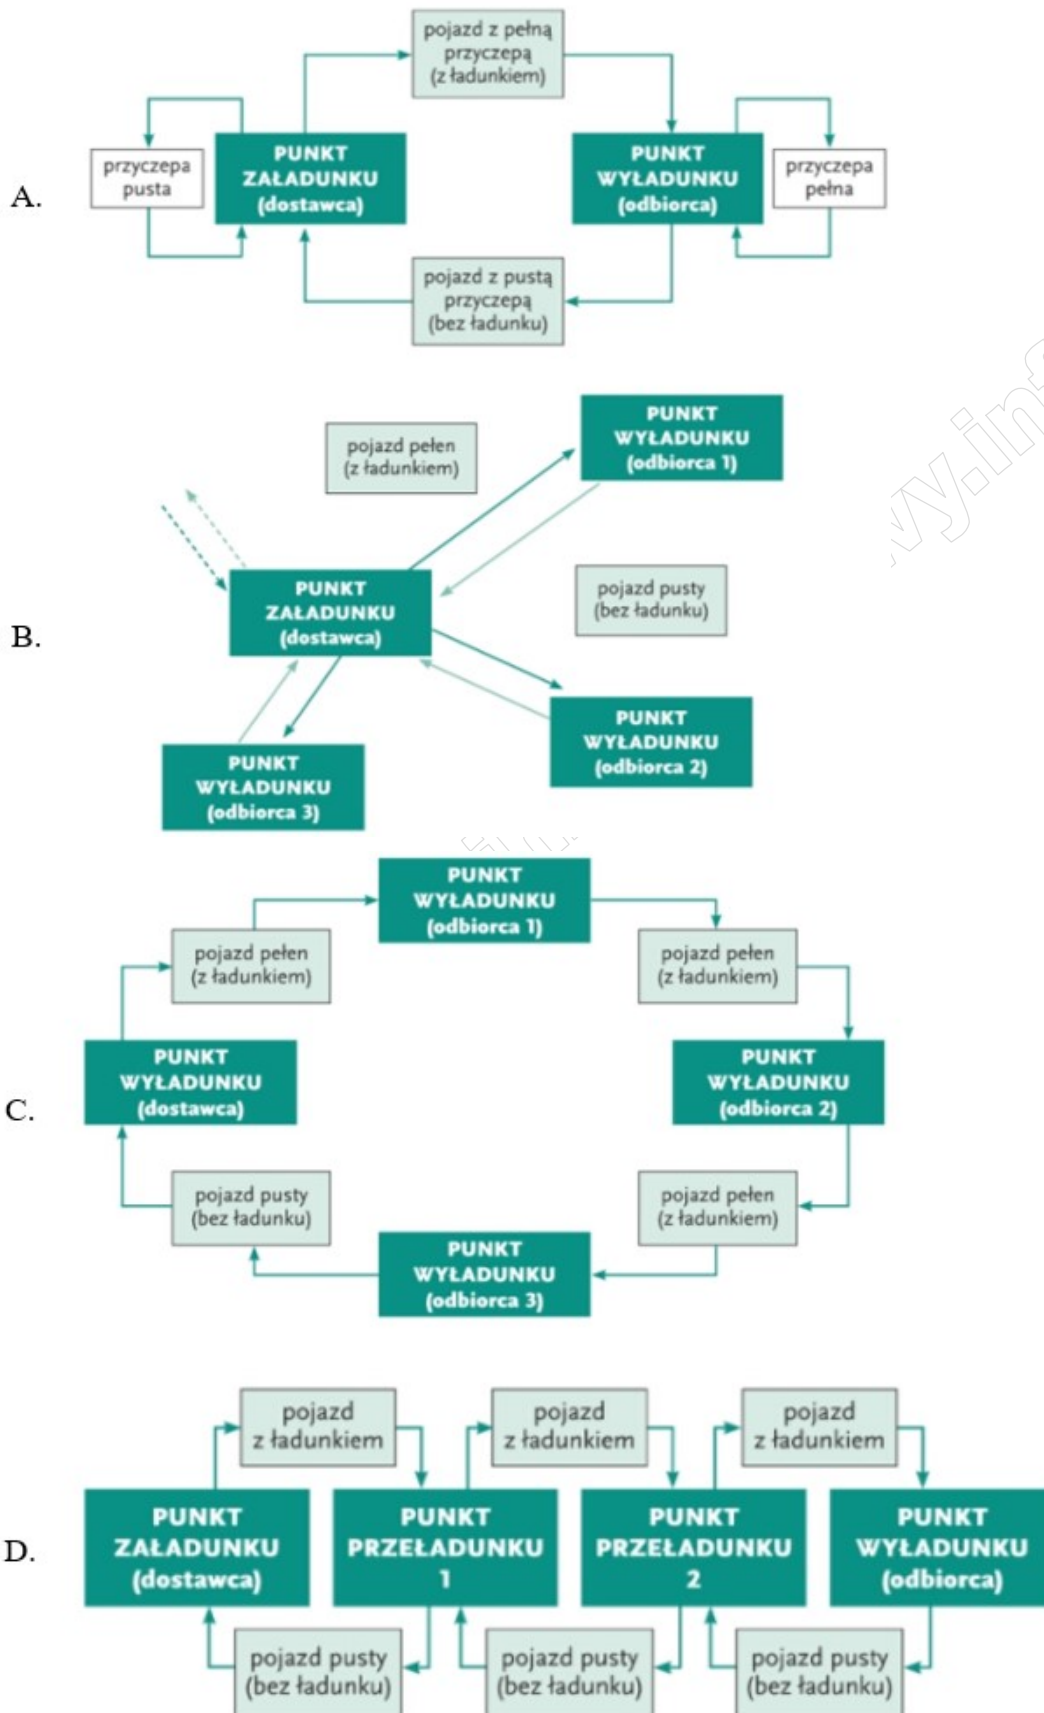 pojazd z pełną
przyczepą
(z ładunkiem)
przyczepa
pusta
PUNKT
ZAŁADUNKU
(dostawca)
PUNKT
WYŁADUNKU
(odbiorca)
przyczepa
pełna
A.
pojazd z pustą
przyczepą
(bez ładunku)
PUNKT
WYŁADUNKU
(odbiorca 1)
pojazd pełen
(z ładunkiem)
PUNKT
ZAŁADUNKU
(dostawca)
pojazd pusty
(bez ładunku)
B.
PUNKT
WYŁADUNKU
(odbiorca 2)
PUNKT
WYŁADUNKU
(odbiorca 3)
PUNKT
WYŁADUNKU
(odbiorca 1)
pojazd pełen
(z ładunkiem)
pojazd pełen
(z ładunkiem)
PUNKT
WYŁADUNKU
(dostawca)
PUNKT
WYŁADUNKU
(odbiorca 2)
C.
pojazd pusty
(bez ładunku)
pojazd pełen
(z ładunkiem)
PUNKT
WYŁADUNKU
(odbiorca 3)
pojazd
z ładunkiem
pojazd
z ładunkiem
pojazd
z ładunkiem
D.
PUNKT
ZAŁADUNKU
(dostawca)
PUNKT
PRZEŁADUNKU
1
PUNKT
PRZEŁADUNKU
2
PUNKT
WYŁADUNKU
(odbiorca)
pojazd pusty
(bez ładunku)
pojazd pusty
(bez ładunku)
pojazd pusty
(bez ładunku)